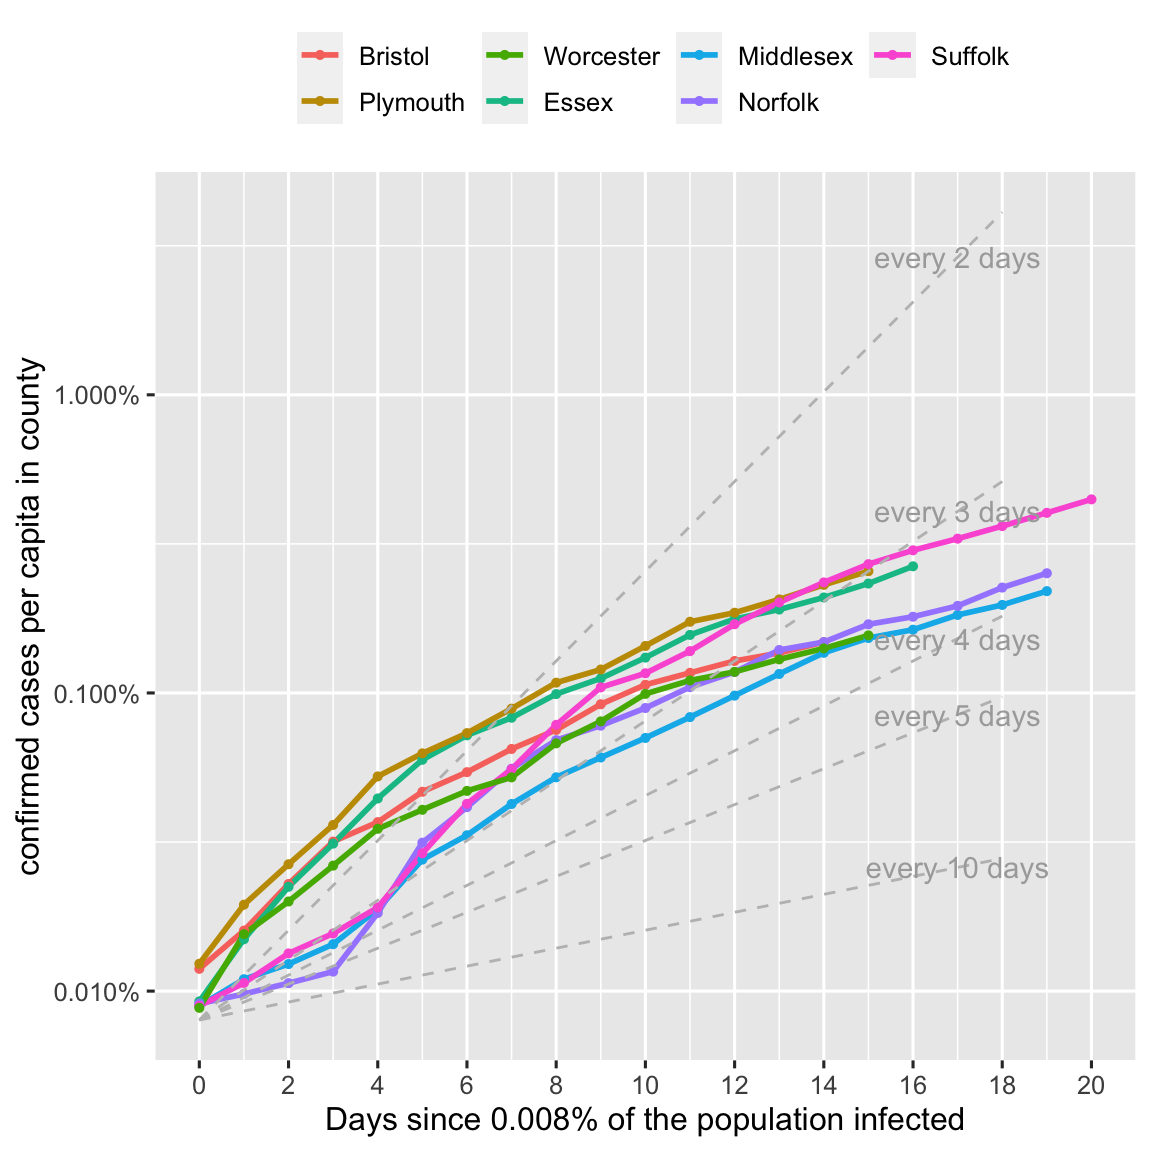 Bristol Worcester Middlesex Suffolk
Plymouth Essex Norfolk
every 2 days
1.000%
every 3 days
every 4 days
0.100%
every 5 days
every 10 days
0.010%
confirmed cases per capita in county
0 2 4 6 8 10 12 14 16 18 20
Days since 0.008% of the population infected